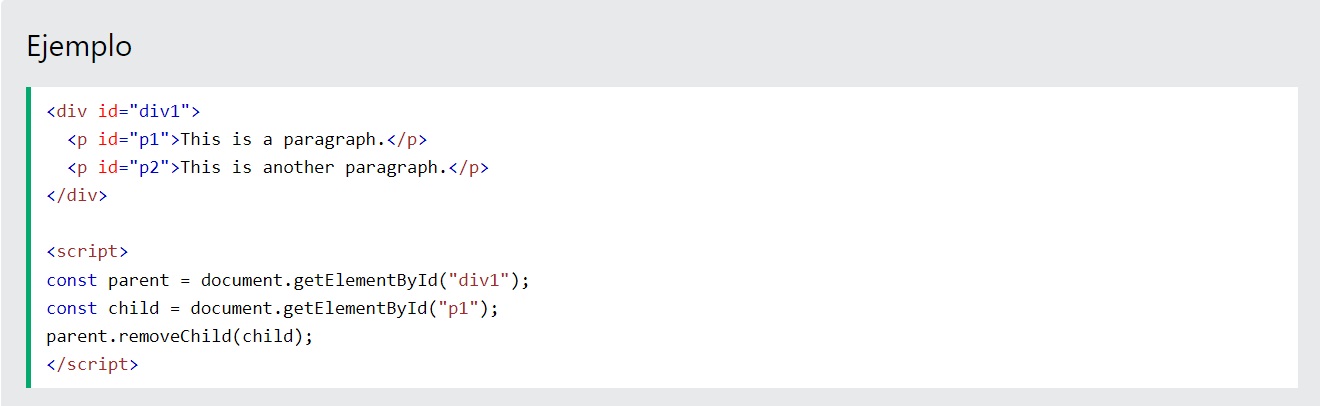 Ejemplo
<div id="div1">
  <p id="p1">This is a paragraph.</p>
  <p id="p2">This is another paragraph.</p>
</div>
<script>
const parent = document.getElementById("div1");
const child = document.getElementById("p1");
parent.removeChild(child);
</script>